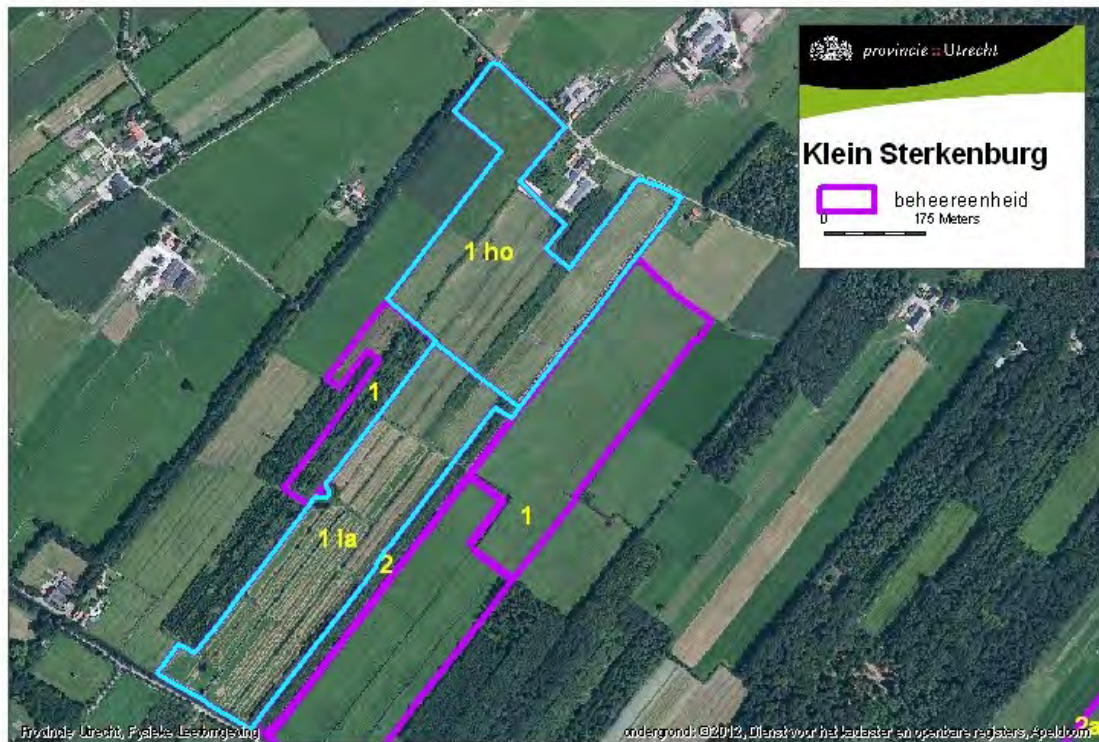 provincie :: Utrecht
Klein Sterkenburg
beheereenheid
0 175 Meters
1 ho
1
1
1 la
2
2a
Provincie Utrecht, Fysieke Leefomgeving
ondergrond: ©2012, Dienst voor het kadaster en openbare registers, Apeldoorn